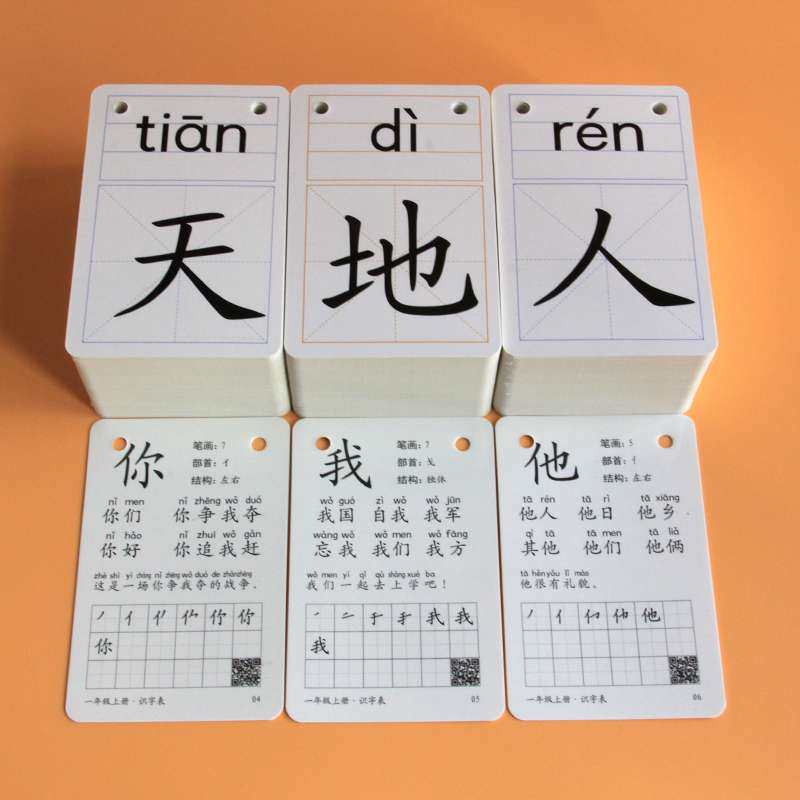 tiān
天
dì
地
rén
人
你
笔画：7
部首：亻
结构：左右
nǐ men nǐ zhēng wǒ duó
你们 你争我夺
nǐ hǎo nǐ zhuī wǒ gǎn
你好 你追我赶
zhè shì yì chǎng nǐ zhēng wǒ duó de zhànzhēng
这是一场你争我夺的战争。
丿 亻 你
你
一年级上册·识字表 04
我
笔画：7
部首：戈
结构：独体
wǒ guó zì wǒ wǒ jūn
我国 自我 我军
wàng wǒ wǒ men wǒ fāng
忘我 我们 我方
wǒ men yì qǐ qù shàng xué ba
我们一起去上学吧！
我 我
我
一年级上册·识字表 05
他
笔画：5
部首：亻
结构：左右
tā rén tā rì tā xiāng
他人 他日 他乡
qí tā tā men tā liǎ
其他 他们 他俩
tā hěn yǒu lǐ mào
他很有礼貌。
丿 亻 他
一年级上册·识字表 06